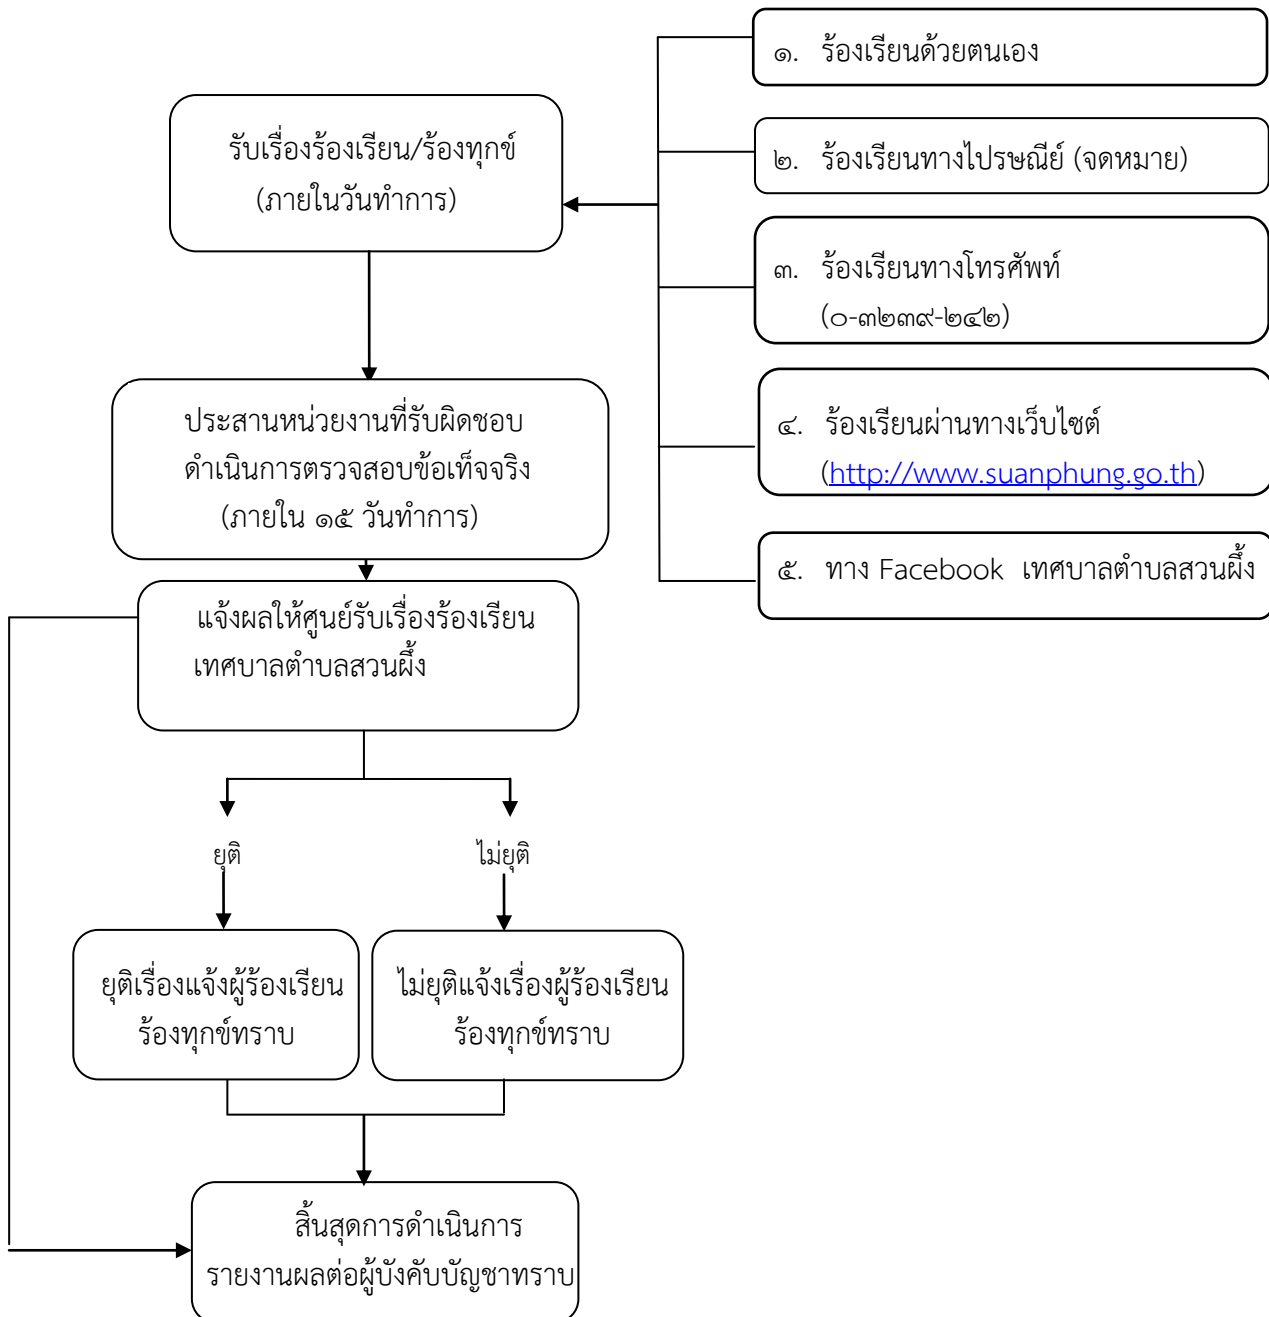 ๑. ร้องเรียนด้วยตนเอง
รับเรื่องร้องเรียน/ร้องทุกข์
(ภายในวันทำการ)
๒. ร้องเรียนทางไปรษณีย์ (จดหมาย)
๓. ร้องเรียนทางโทรศัพท์
(๐-๓๒๓๙-๒๔๒)
ประสานหน่วยงานที่รับผิดชอบ
ดำเนินการตรวจสอบข้อเท็จจริง
(ภายใน ๑๕ วันทำการ)
๔. ร้องเรียนผ่านทางเว็บไซต์
(http://www.suanphung.go.th)
๕. ทาง Facebook เทศบาลตำบลสวนผึ้ง
แจ้งผลให้ศูนย์รับเรื่องร้องเรียน
เทศบาลตำบลสวนผึ้ง
ยุติ
ไม่ยุติ
ยุติเรื่องแจ้งผู้ร้องเรียน
ร้องทุกข์ทราบ
ไม่ยุติแจ้งเรื่องผู้ร้องเรียน
ร้องทุกข์ทราบ
สิ้นสุดการดำเนินการ
รายงานผลต่อผู้บังคับบัญชาทราบ